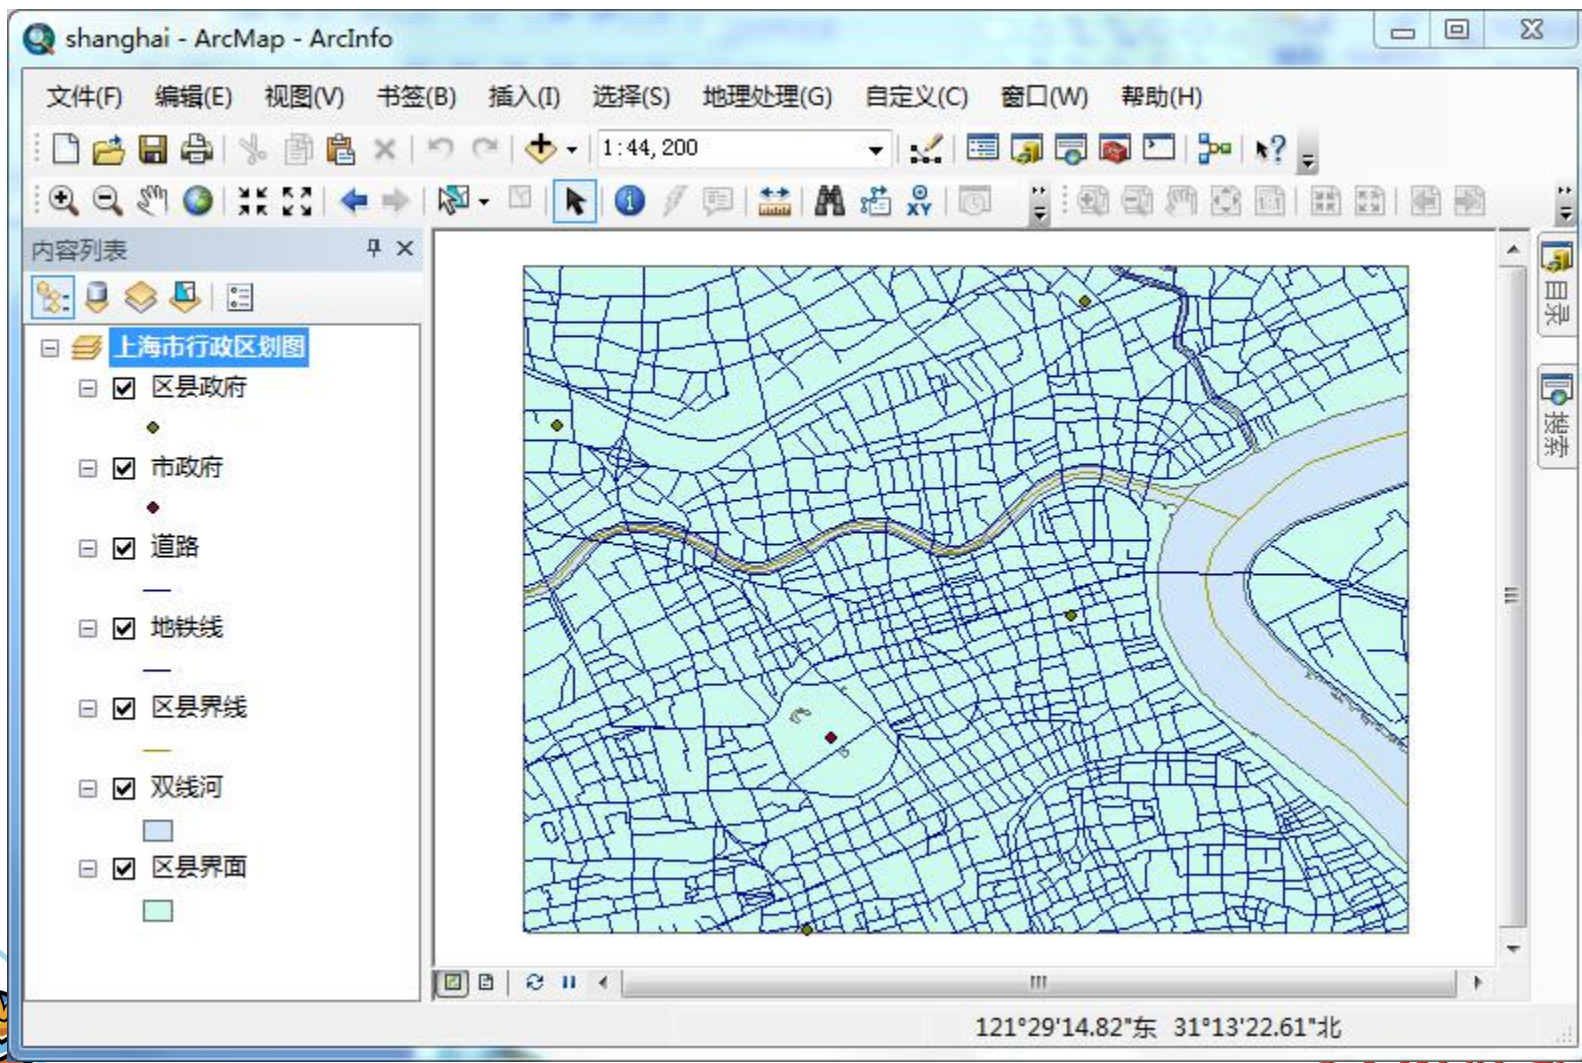 shanghai - ArcMap - ArcInfo
文件(F) 编辑(E) 视图(V) 书签(B) 插入(I) 选择(S) 地理处理(G) 自定义(C) 窗口(W) 帮助(H)
1:44,200
XY
1:1
内容列表
上海市行政区划图
区县政府
市政府
道路
地铁线
区县界线
双线河
区县界面
目录
搜索
121°29'14.82"东 31°13'22.61"北